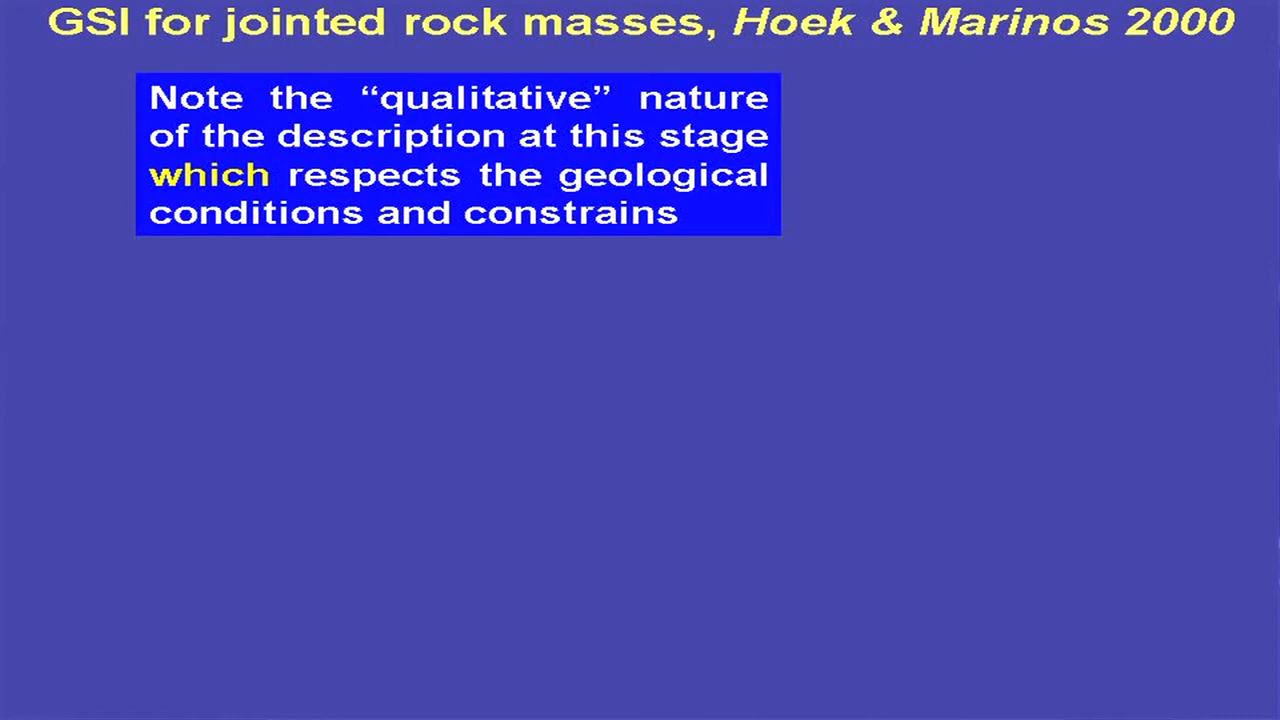 GSI for jointed rock masses, Hoek & Marinos 2000
Note the “qualitative” nature
of the description at this stage
which respects the geological
conditions and constrains